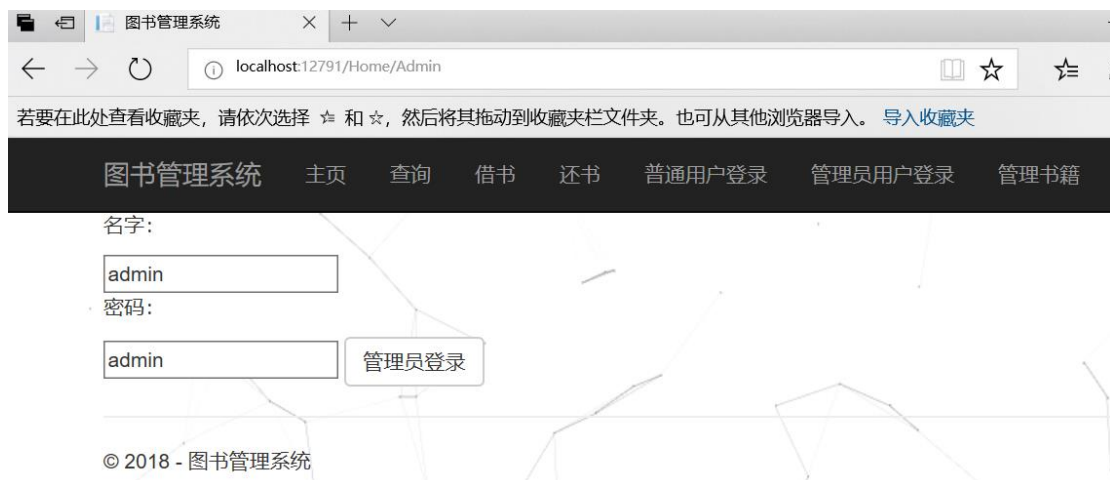 图书管理系统
localhost:12791/Home/Admin
若要在此处查看收藏夹，请依次选择 和 ，然后将其拖动到收藏夹栏文件夹。也可从其他浏览器导入。 导入收藏夹
图书管理系统 主页 查询 借书 还书 普通用户登录 管理员用户登录 管理书籍
名字：
admin
密码：
admin 管理员登录
© 2018 - 图书管理系统